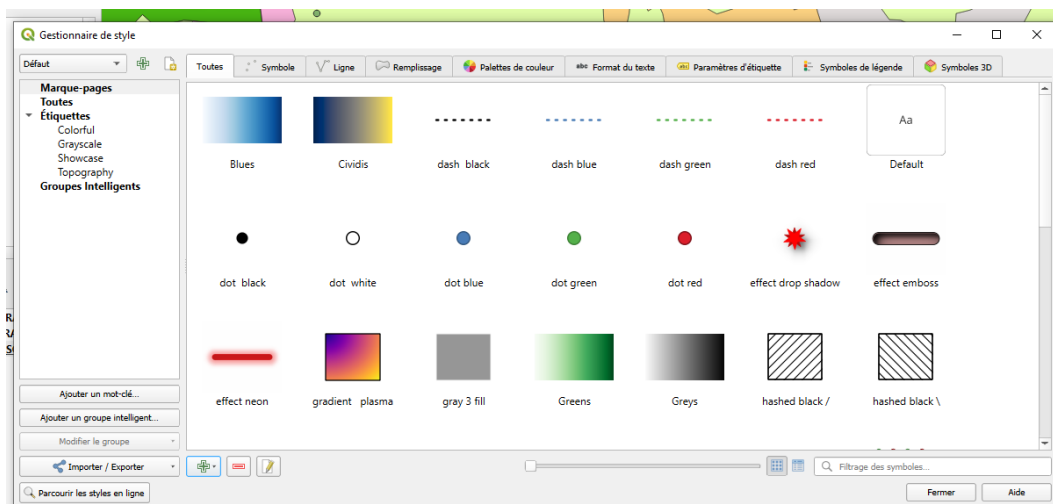 Gestionnaire de style
Défaut
Toutes
Symbole
Ligne
Remplissage
Palettes de couleur
abc Format du texte
abc Paramètres d'étiquette
Symboles de légende
Symboles 3D
Marque-pages
Toutes
Étiquettes
Colorful
Grayscale
Showcase
Topography
Groupes Intelligents
Aa
Blues
Cividis
dash black
dash blue
dash green
dash red
Default
dot black
dot white
dot blue
dot green
dot red
effect drop shadow
effect emboss
effect neon
gradient plasma
gray 3 fill
Greens
Greys
hashed black /
hashed black \
Ajouter un mot-clé...
Ajouter un groupe intelligent...
Modifier le groupe
Importer / Exporter
Filtrage des symboles...
Parcourir les styles en ligne
Fermer
Aide